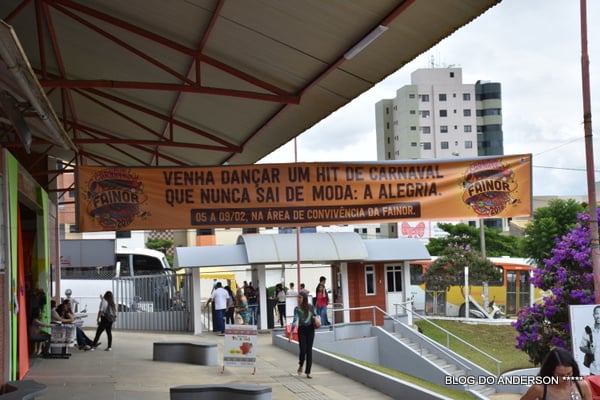 VENHA DANÇAR UM HIT DE CARNAVAL
QUE NUNCA SAI DE MODA: A ALEGRIA.
05 A 09/02, NA ÁREA DE CONVIVÊNCIA DA FAINOR.
FAINOR
FAINOR
BLOG DO ANDERSON *****